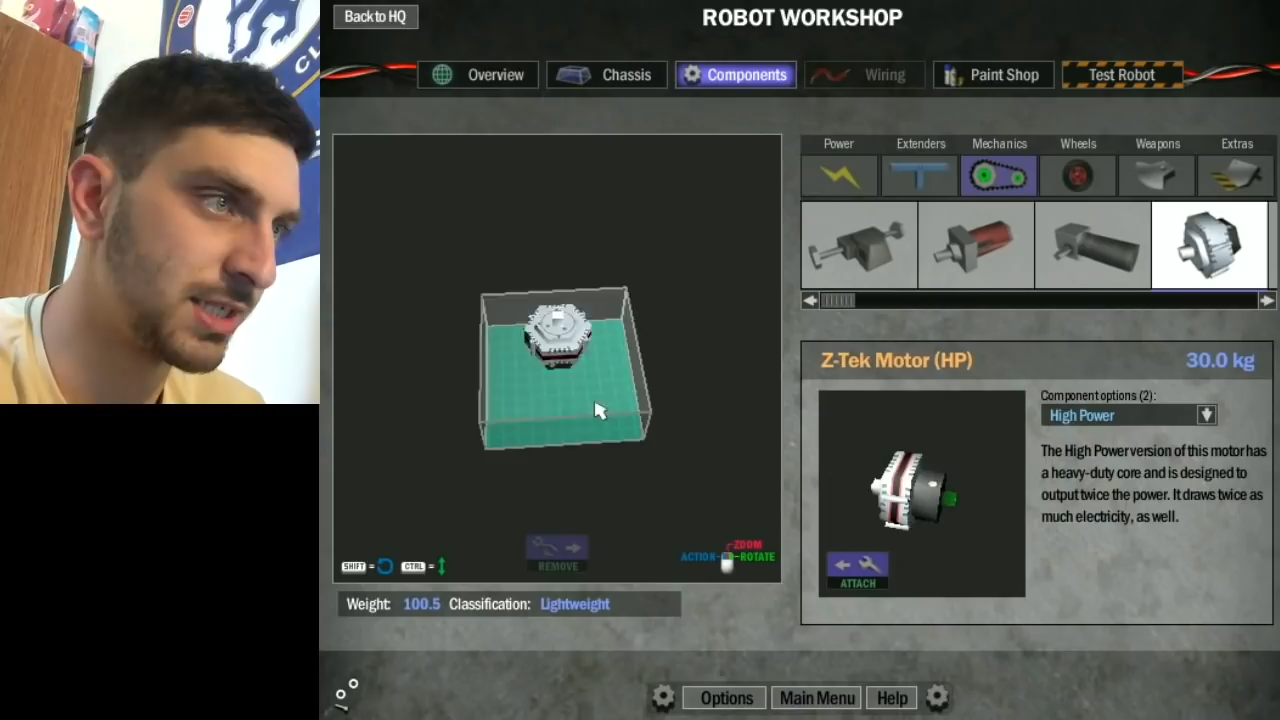 Back to HQ
ROBOT WORKSHOP
Overview
Chassis
Components
Wiring
Paint Shop
Test Robot
Power
Extenders
Mechanics
Wheels
Weapons
Extras
Z-Tek Motor (HP)
30.0 kg
Component options (2):
High Power
The High Power version of this motor has
a heavy-duty core and is designed to
output twice the power. It draws twice as
much electricity, as well.
ATTACH
SHIFT =
CTRL =
REMOVE
ZOOM
ACTION
ROTATE
Weight: 100.5 Classification: Lightweight
Options
Main Menu
Help